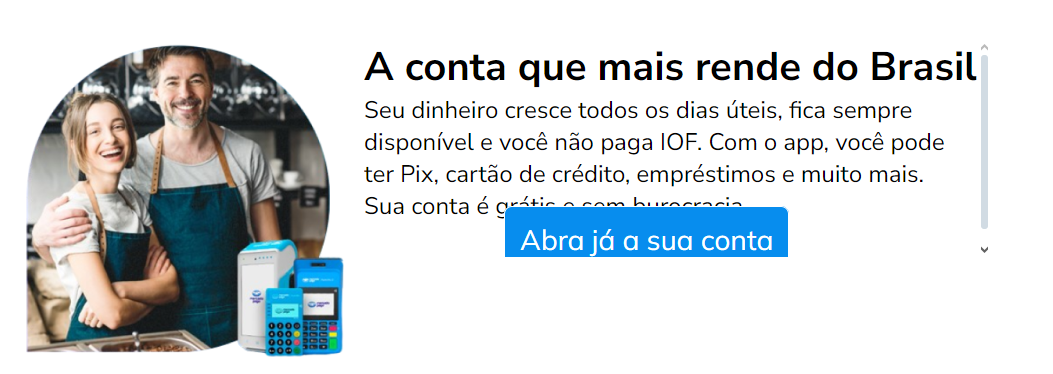 A conta que mais rende do Brasil
Seu dinheiro cresce todos os dias úteis, fica sempre
disponível e você não paga IOF. Com o app, você pode
ter Pix, cartão de crédito, empréstimos e muito mais.
Sua conta é grátis e sem burocracia
Abra já a sua conta